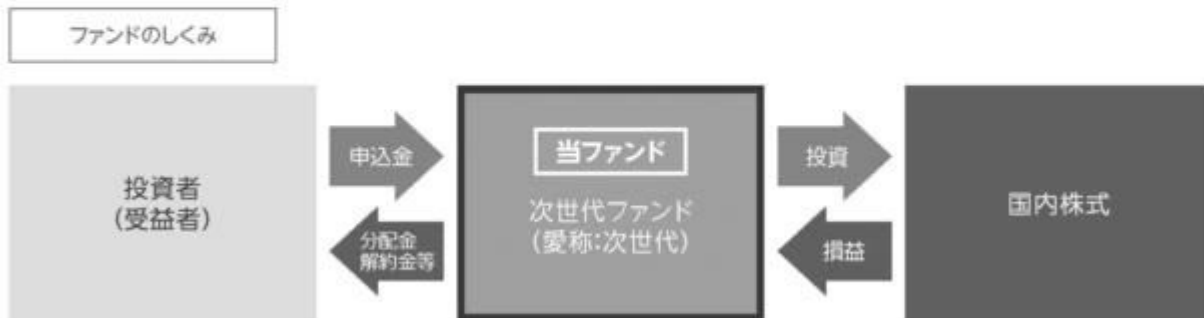 ファンドのしくみ
投資者
(受益者)
申込金
分配金
解約金等
当ファンド
次世代ファンド
(愛称:次世代)
投資
損益
国内株式